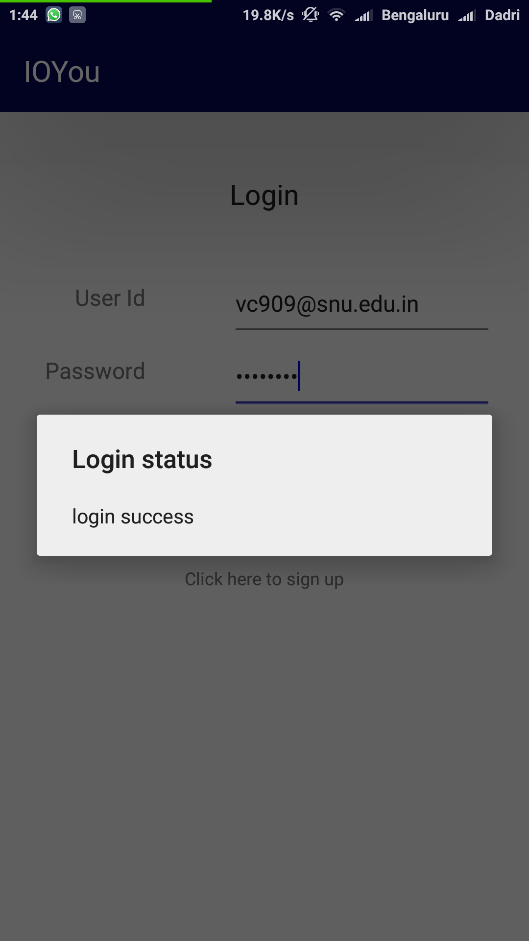 1:44 19.8K/s Bengaluru Dadri
IOYou
Login
User Id vc909@snu.edu.in
Password ••••••••
Login status
login success
Click here to sign up